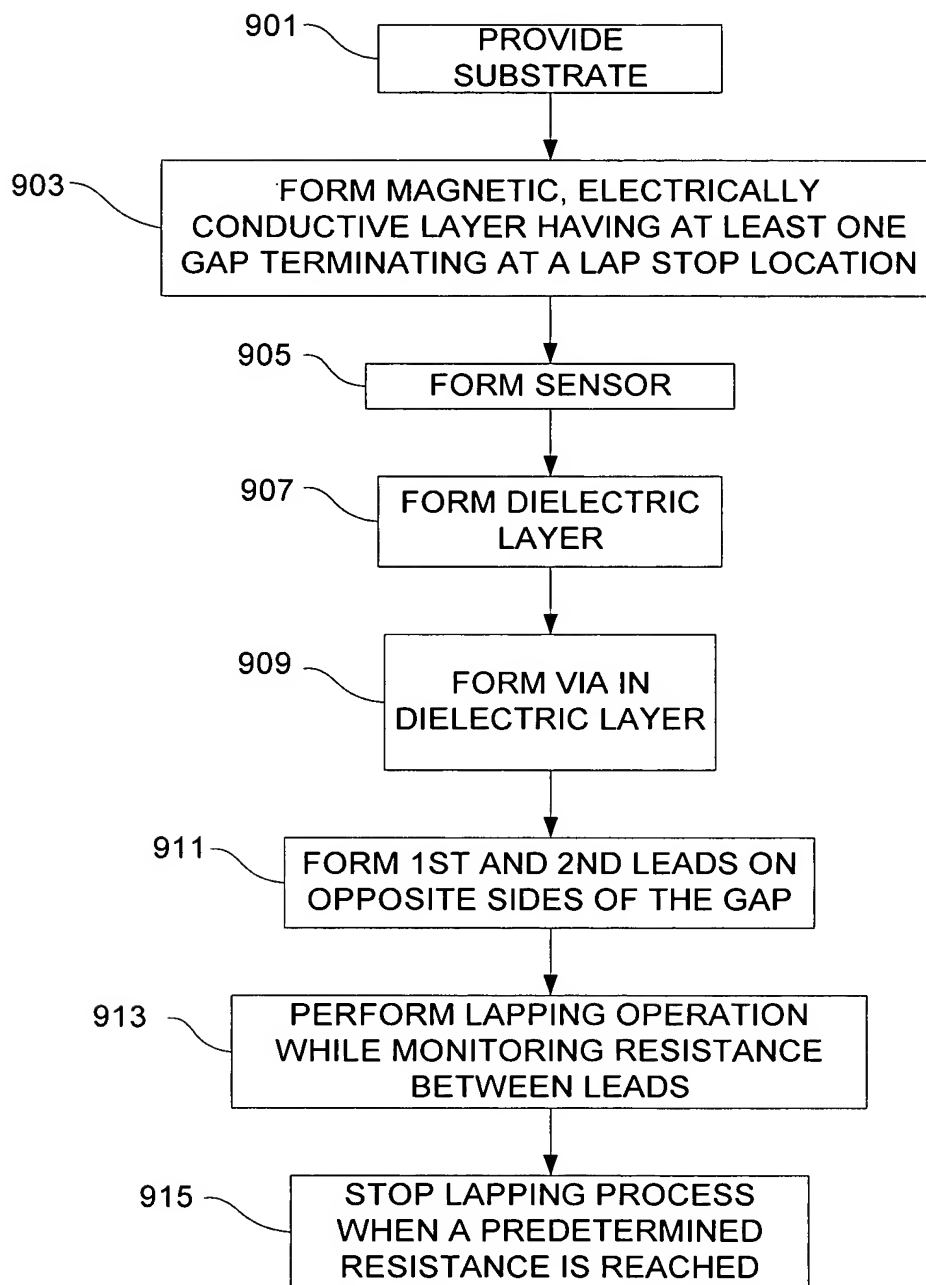 901
PROVIDE
SUBSTRATE
903
FORM MAGNETIC, ELECTRICALLY
CONDUCTIVE LAYER HAVING AT LEAST ONE
GAP TERMINATING AT A LAP STOP LOCATION
905
FORM SENSOR
907
FORM DIELECTRIC
LAYER
909
FORM VIA IN
DIELECTRIC LAYER
911
FORM 1ST AND 2ND LEADS ON
OPPOSITE SIDES OF THE GAP
913
PERFORM LAPPING OPERATION
WHILE MONITORING RESISTANCE
BETWEEN LEADS
915
STOP LAPPING PROCESS
WHEN A PREDETERMINED
RESISTANCE IS REACHED